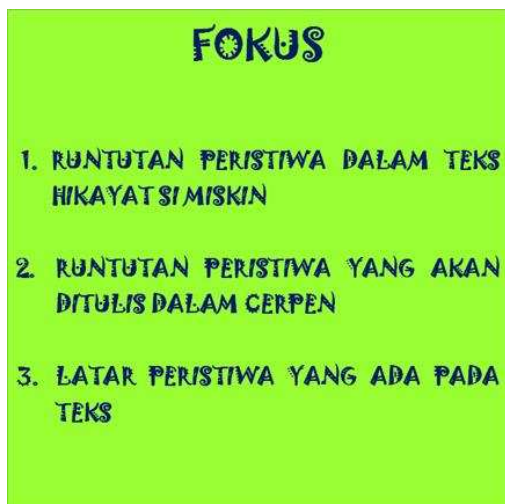 FOKUS
1. RUNTUTAN PERISTIWA DALAM TEKS
HIKAYAT SI MISKIN
2. RUNTUTAN PERISTIWA YANG AKAN
DITULIS DALAM CERPEN
3. LATAR PERISTIWA YANG ADA PADA
TEKS